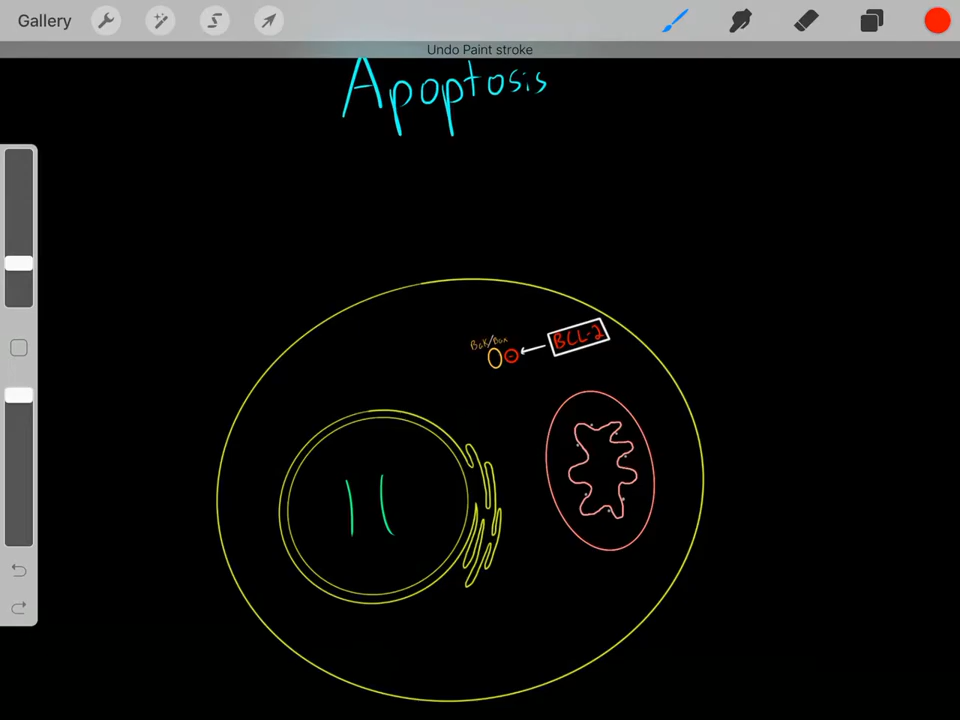 Gallery
Undo Paint stroke
Apoptosis
Bak/Bax
BCL-2